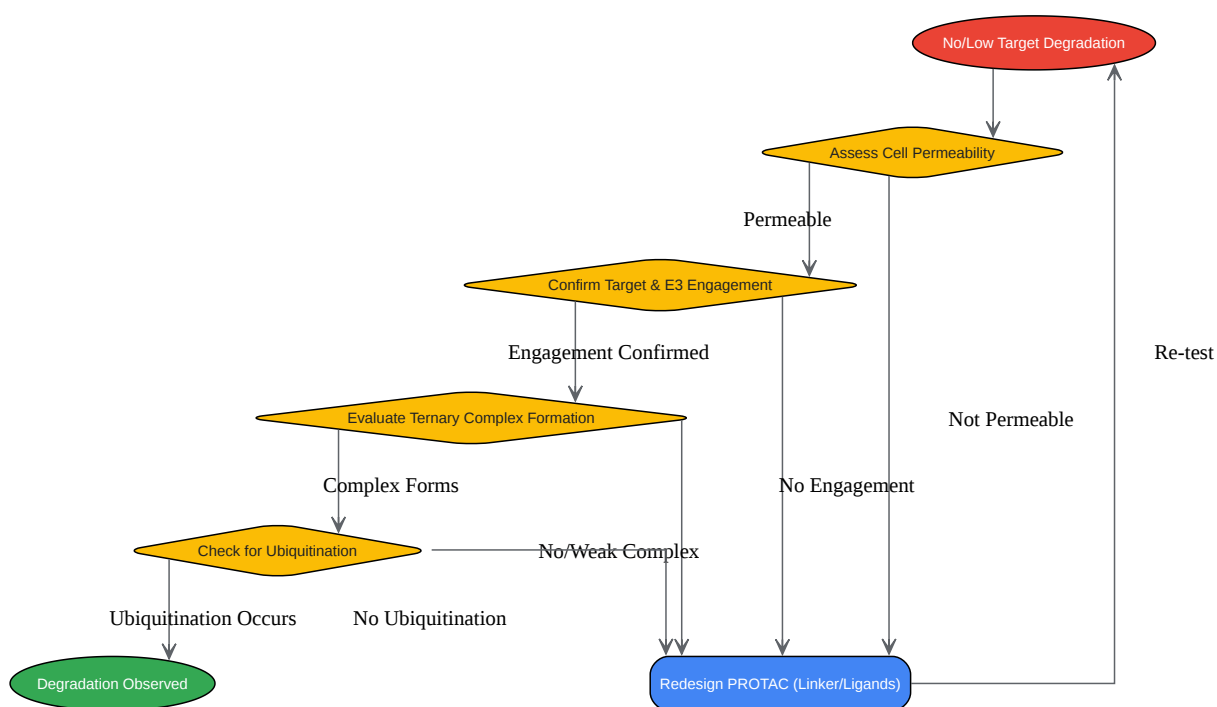 No/Low Target Degradation
Assess Cell Permeability
Permeable
Confirm Target & E3 Engagement
Engagement Confirmed
Re-test
Evaluate Ternary Complex Formation
Not Permeable
Complex Forms
No Engagement
Check for Ubiquitination
No/Weak Complex
Ubiquitination Occurs
No Ubiquitination
Degradation Observed
Redesign PROTAC (Linker/Ligands)